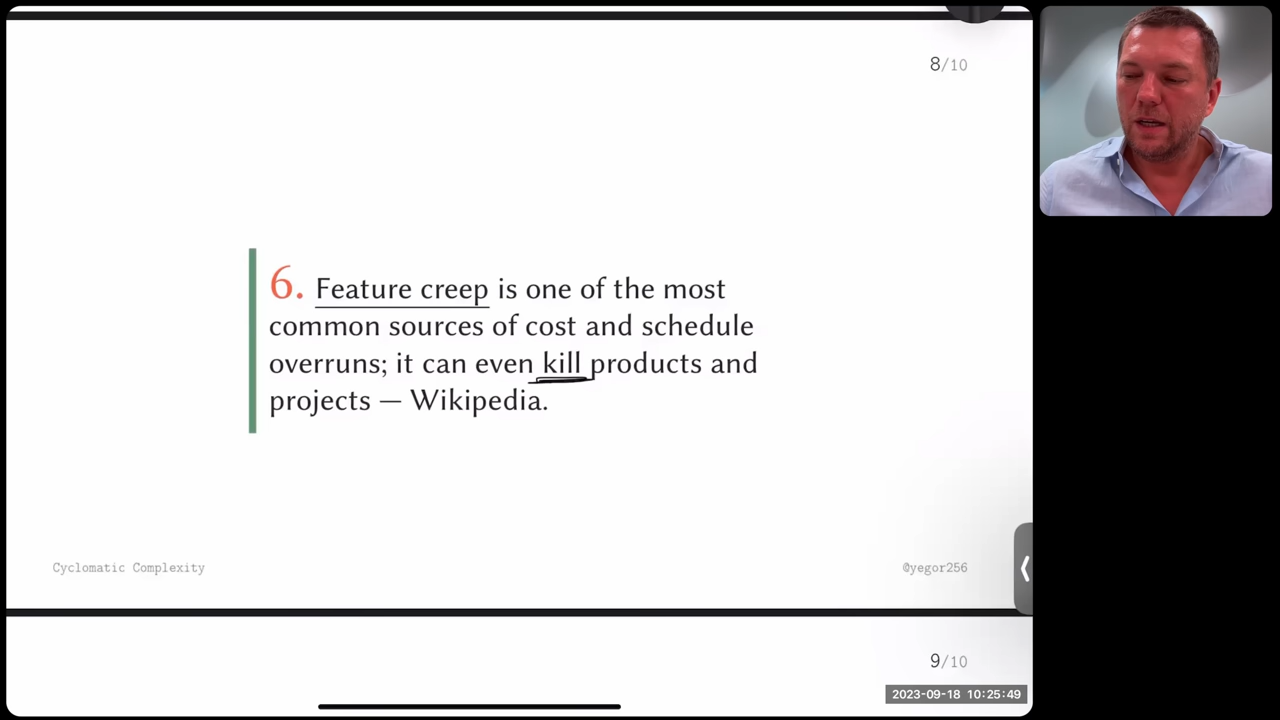 8/10
6. Feature creep is one of the most
common sources of cost and schedule
overruns; it can even kill products and
projects — Wikipedia.
Cyclomatic Complexity
@yegor256
9/10
2023-09-18 10:25:49